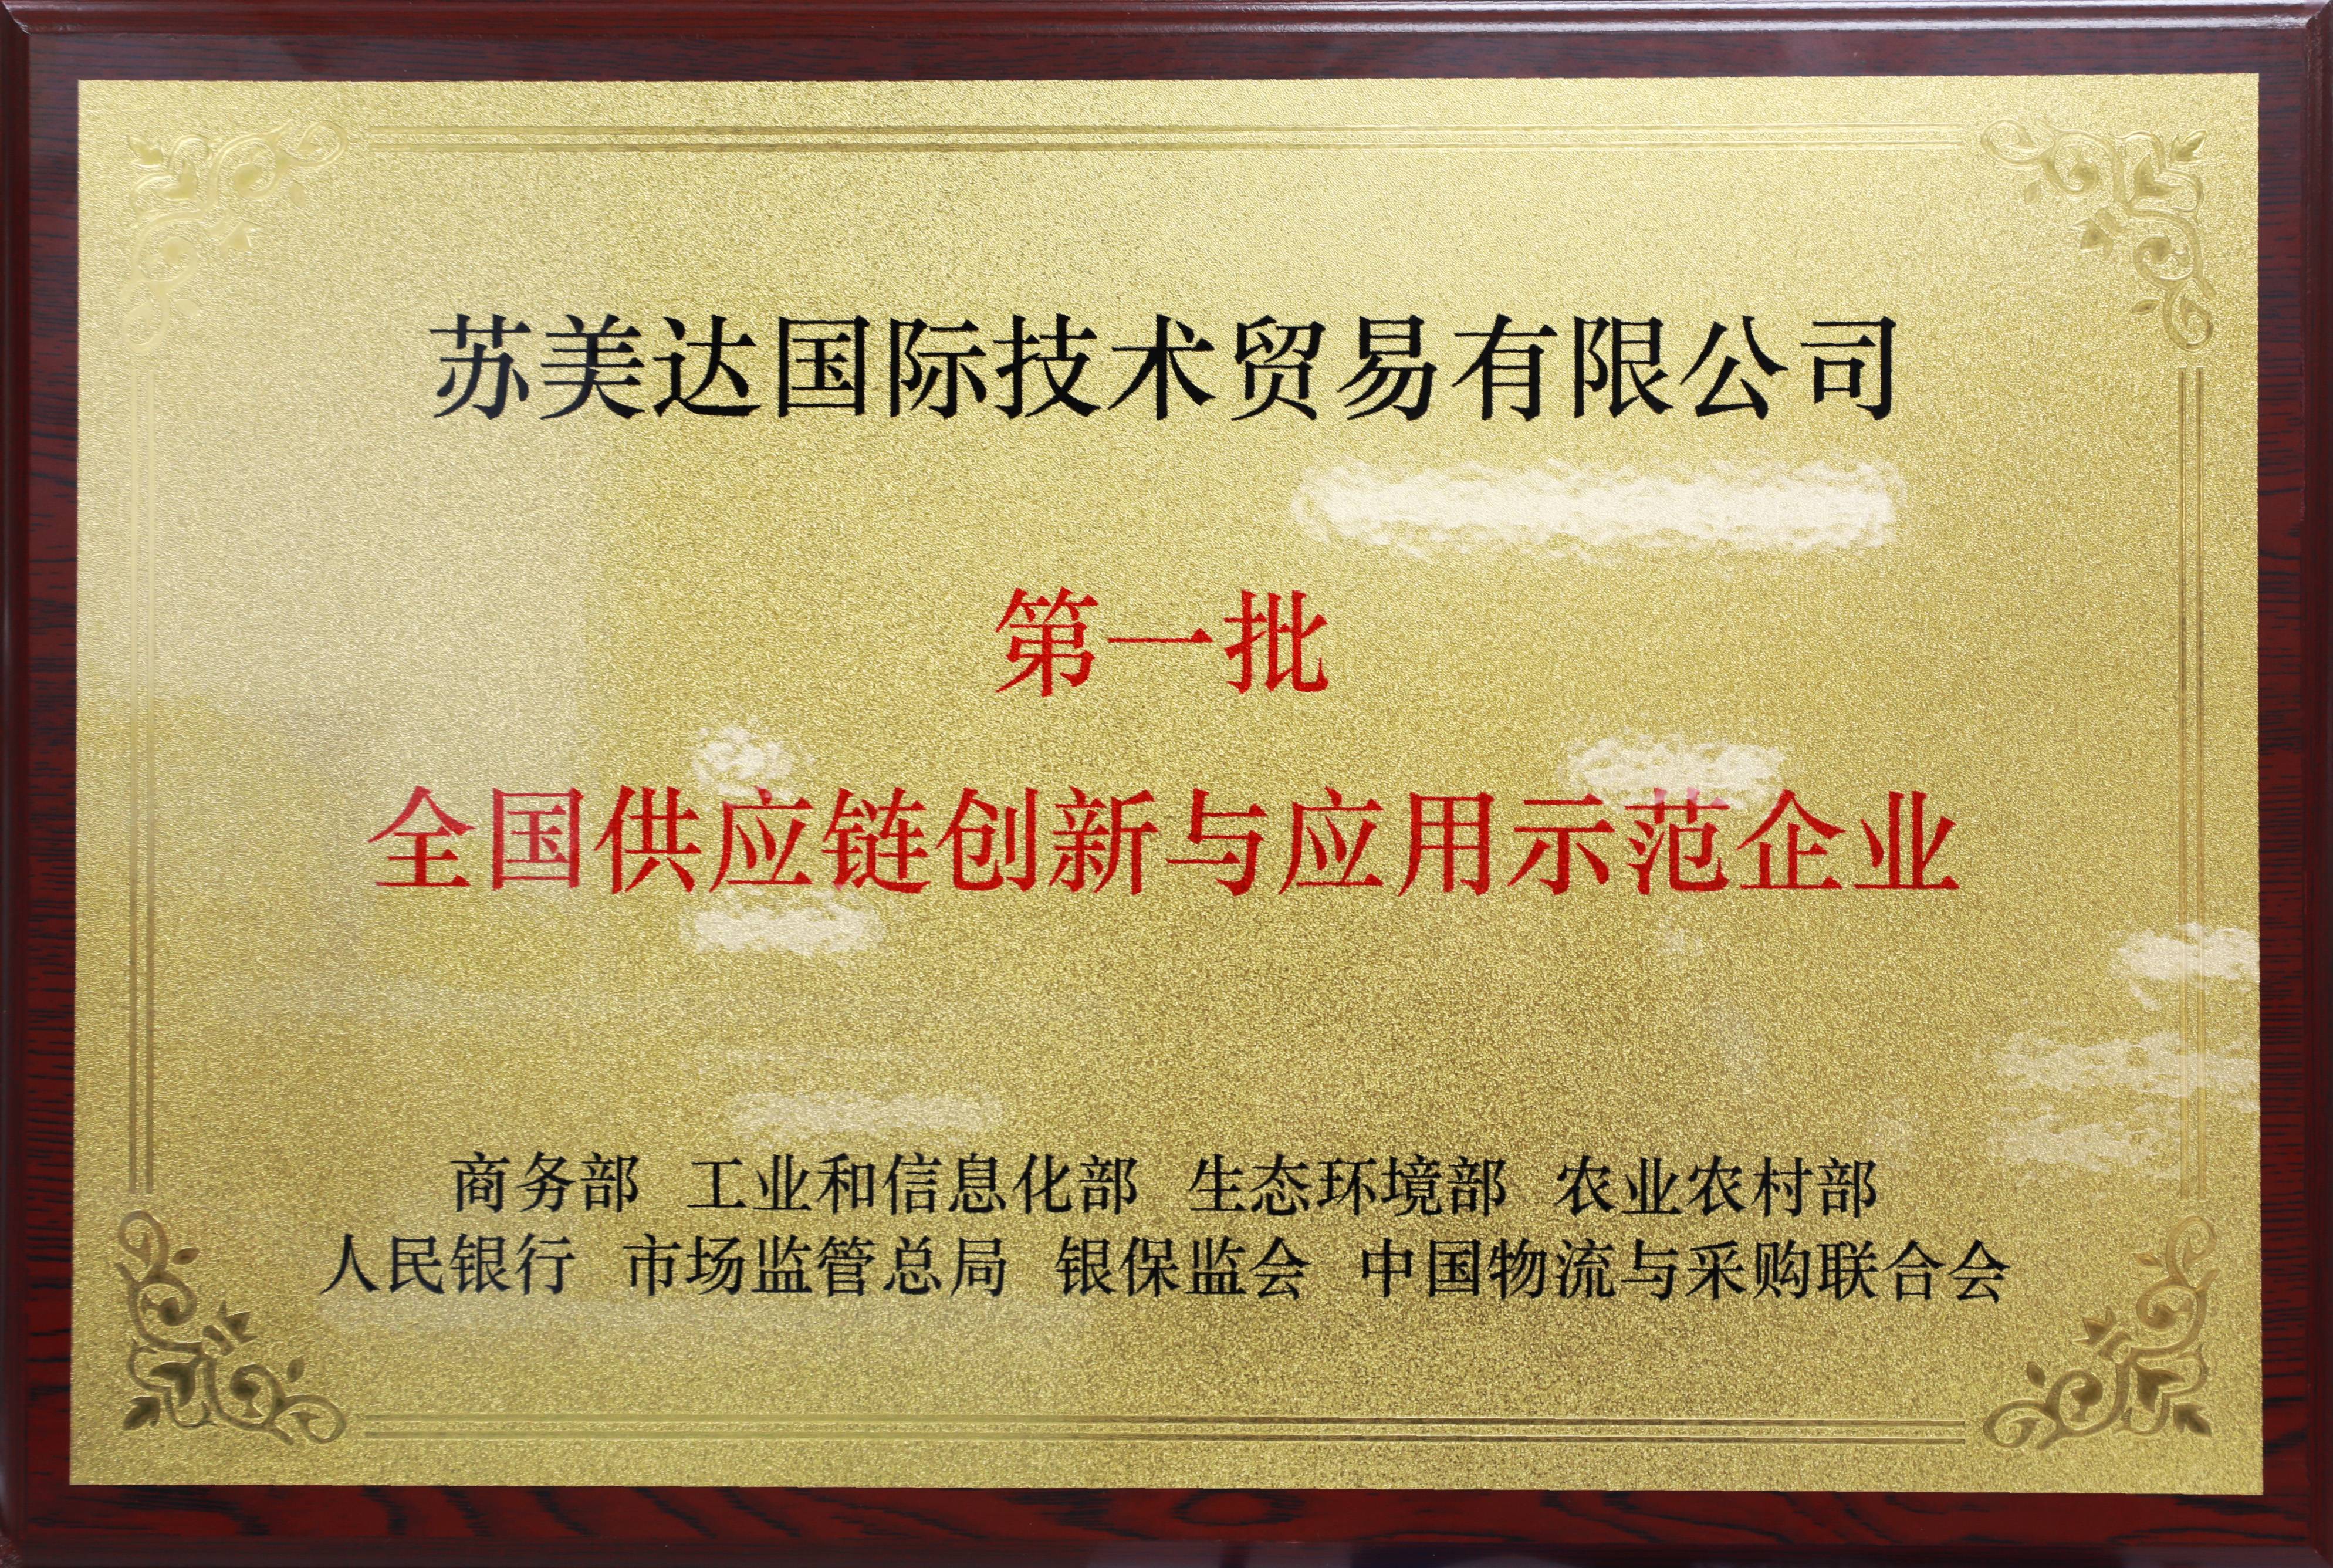 苏美达国际技术贸易有限公司
第一批
全国供应链创新与应用示范企业
商务部 工业和信息化部 生态环境部 农业农村部
人民银行 市场监管总局 银保监会 中国物流与采购联合会